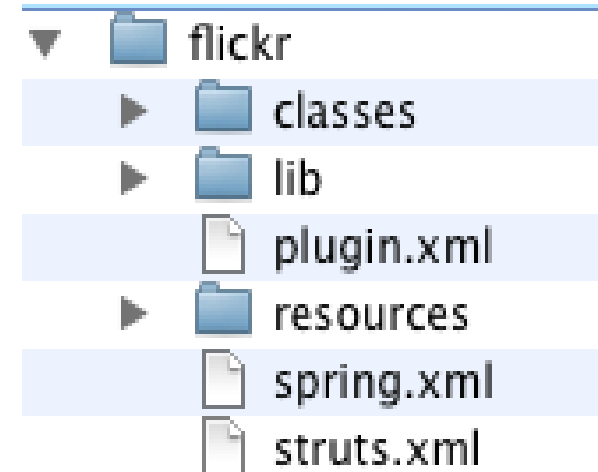 flickr
classes
lib
plugin.xml
resources
spring.xml
struts.xml